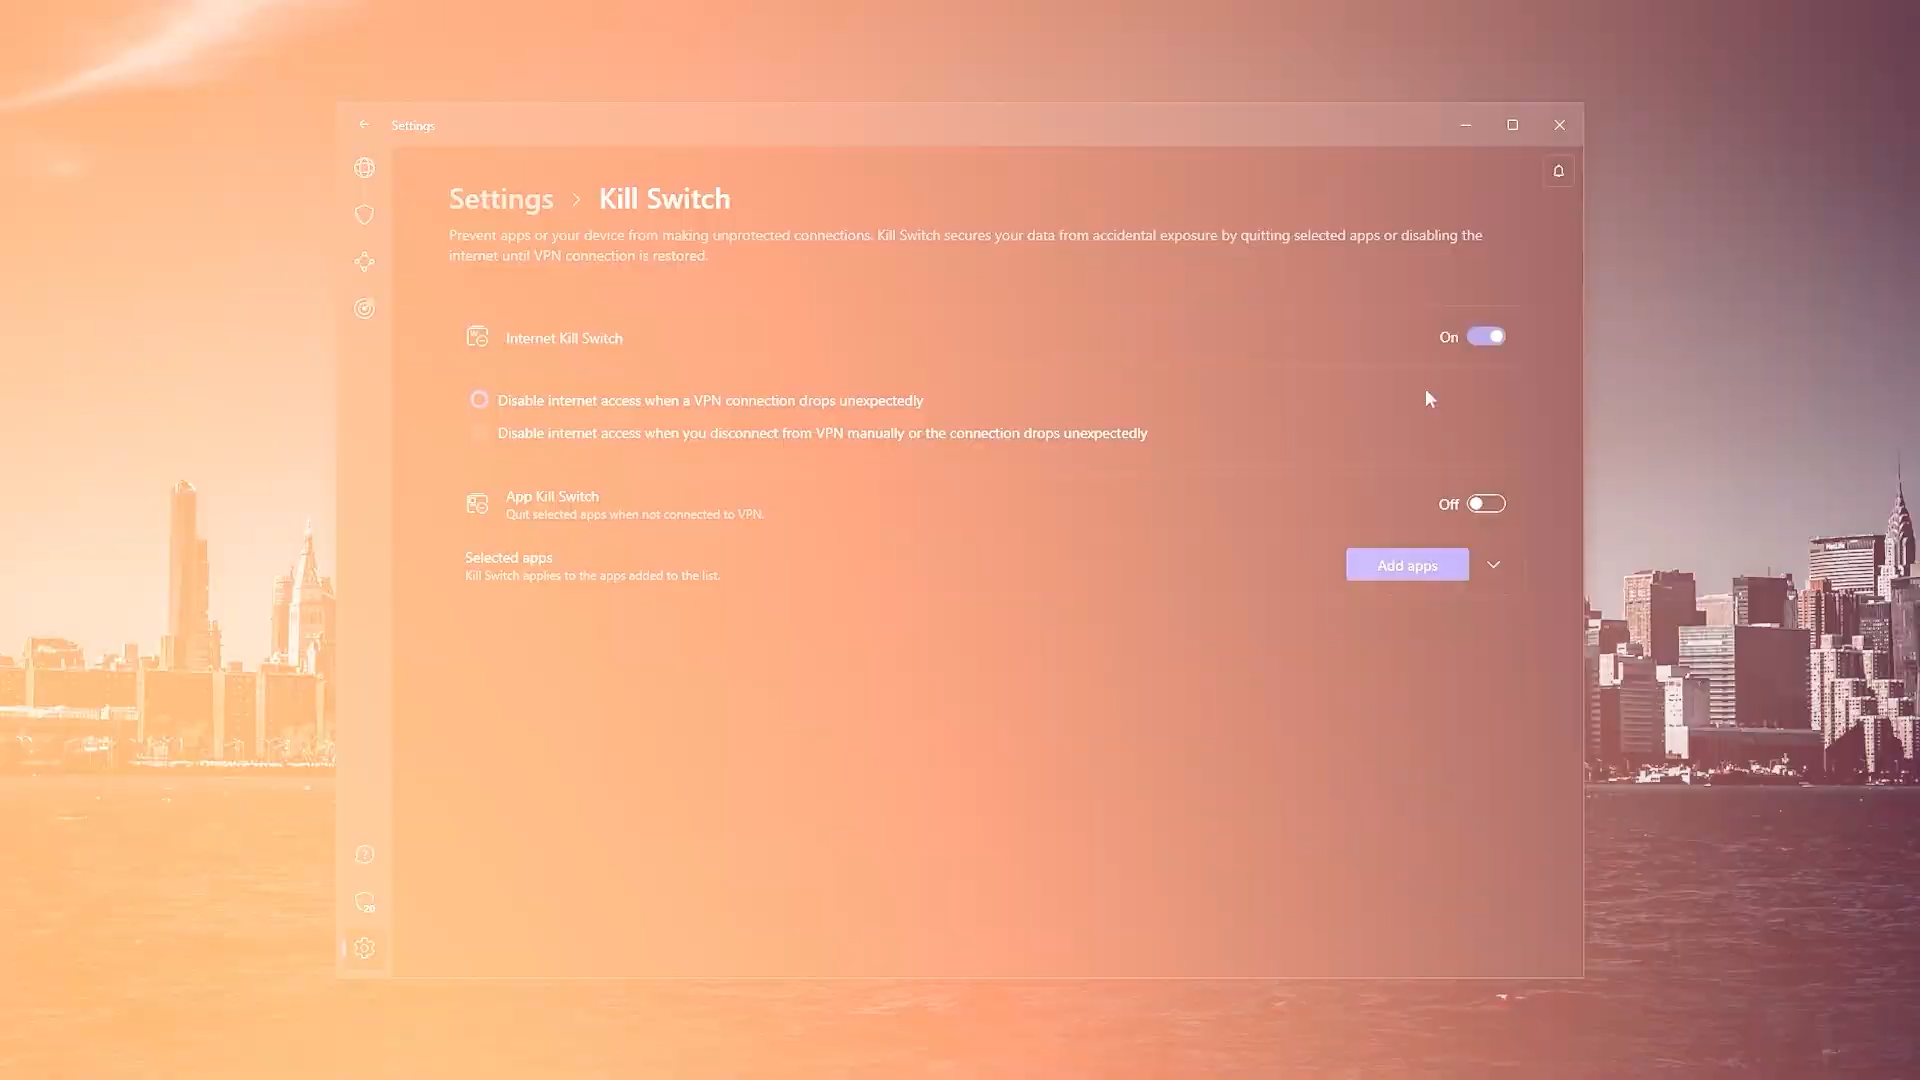 Settings
Settings > Kill Switch
Prevent apps or your device from making unprotected connections. Kill Switch secures your data from accidental exposure by quitting selected apps or disabling the
internet until VPN connection is restored.
Internet Kill Switch
On
Disable internet access when a VPN connection drops unexpectedly
Disable internet access when you disconnect from VPN manually or the connection drops unexpectedly
App Kill Switch
Quit selected apps when not connected to VPN.
Off
Selected apps
Kill Switch applies to the apps added to the list.
Add apps
MetLife
20